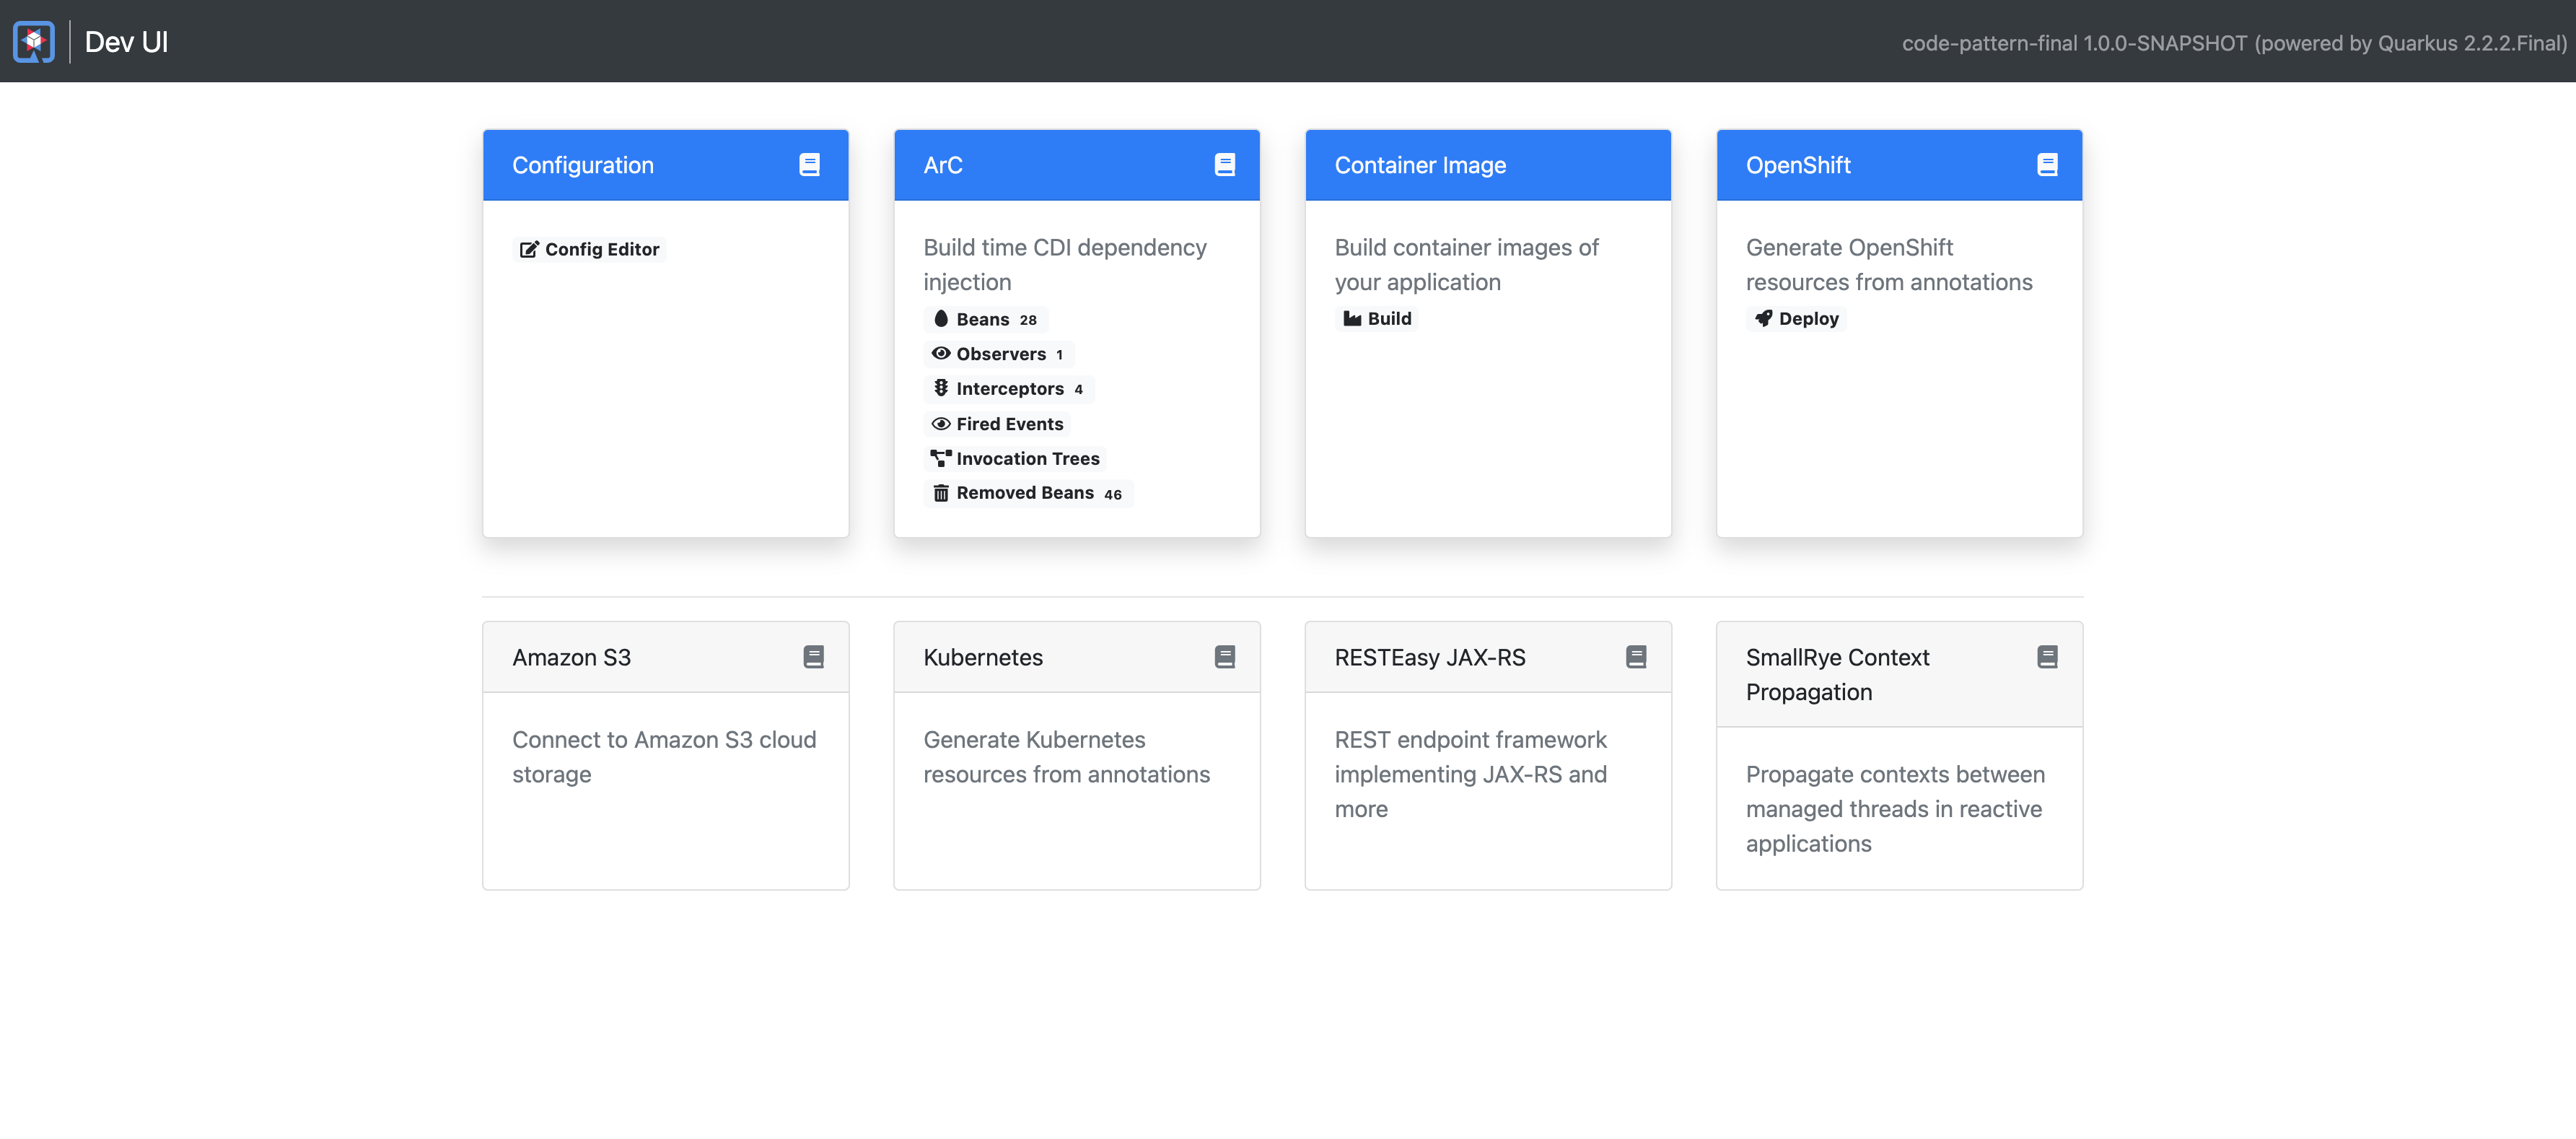 Dev UI
code-pattern-final 1.0.0-SNAPSHOT (powered by Quarkus 2.2.2.Final)
Configuration
Config Editor
ArC
Build time CDI dependency
injection
Beans 28
Observers 1
Interceptors 4
Fired Events
Invocation Trees
Removed Beans 46
Container Image
Build container images of
your application
Build
OpenShift
Generate OpenShift
resources from annotations
Deploy
Amazon S3
Connect to Amazon S3 cloud
storage
Kubernetes
Generate Kubernetes
resources from annotations
RESTEasy JAX-RS
REST endpoint framework
implementing JAX-RS and
more
SmallRye Context
Propagation
Propagate contexts between
managed threads in reactive
applications